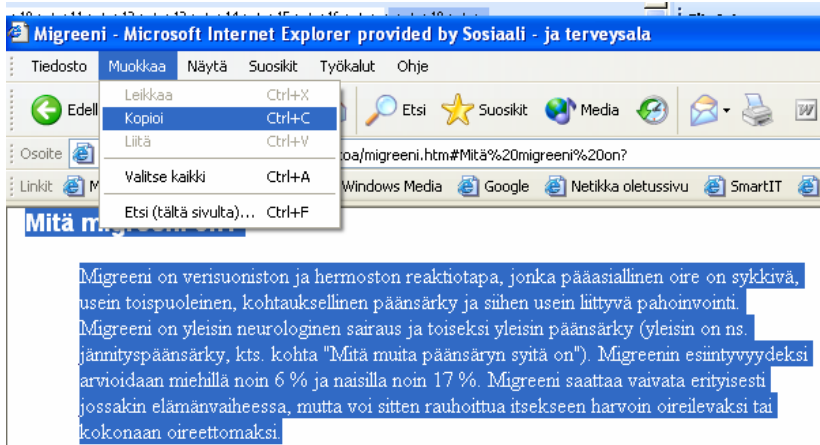 Migreeni - Microsoft Internet Explorer provided by Sosiaali - ja terveysala
Tiedosto Muokkaa Näytä Suosikit Työkalut Ohje
Leikkaa Ctrl+X
Edell Kopioi Ctrl+C Etsi Suosikit Media
Liitä Ctrl+V
Osoite oa/migreeni.htm#Mitä%20migreeni%20on?
Valitse kaikki Ctrl+A
Linkit Windows Media Google Netikka oletussivu SmartIT
Etsi (tältä sivulta)... Ctrl+F
Mitä
Migreeni on verisuoniston ja hermoston reaktiotapa, jonka pääasiallinen oire on sykkivä,
usein toispuoleinen, kohtauksellinen päänsärky ja siihen usein liittyvä pahoinvointi.
Migreeni on yleisin neurologinen sairaus ja toiseksi yleisin päänsärky (yleisin on ns.
jännityspäänsärky, kts. kohta "Mitä muita päänsäryn syitä on"). Migreenin esiintyvyydeksi
arvioidaan miehillä noin 6 % ja naisilla noin 17 %. Migreeni saattaa vaivata erityisesti
jossakin elämänvaiheessa, mutta voi sitten rauhoittua itsekseen harvoin oireilevaksi tai
kokonaan oireettomaksi.